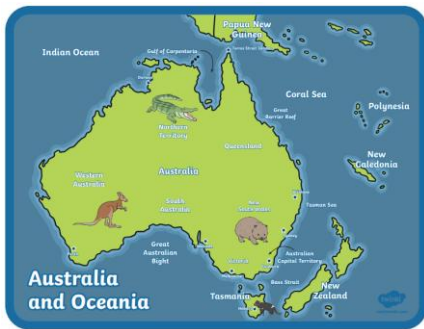 Papua New
Guinea
Indian Ocean
Gulf of Carpentaria
Coral Sea
Great
Barrier Reef
Polynesia
Northern
Territory
Queensland
New
Caledonia
Western
Australia
Australia
South
Australia
New
South Wales
Tasman Sea
Sydney
Great
Australian
Bight
Victoria
Australian
Capital Territory
Bass Strait
Tasmania
New
Zealand
Australia
and Oceania